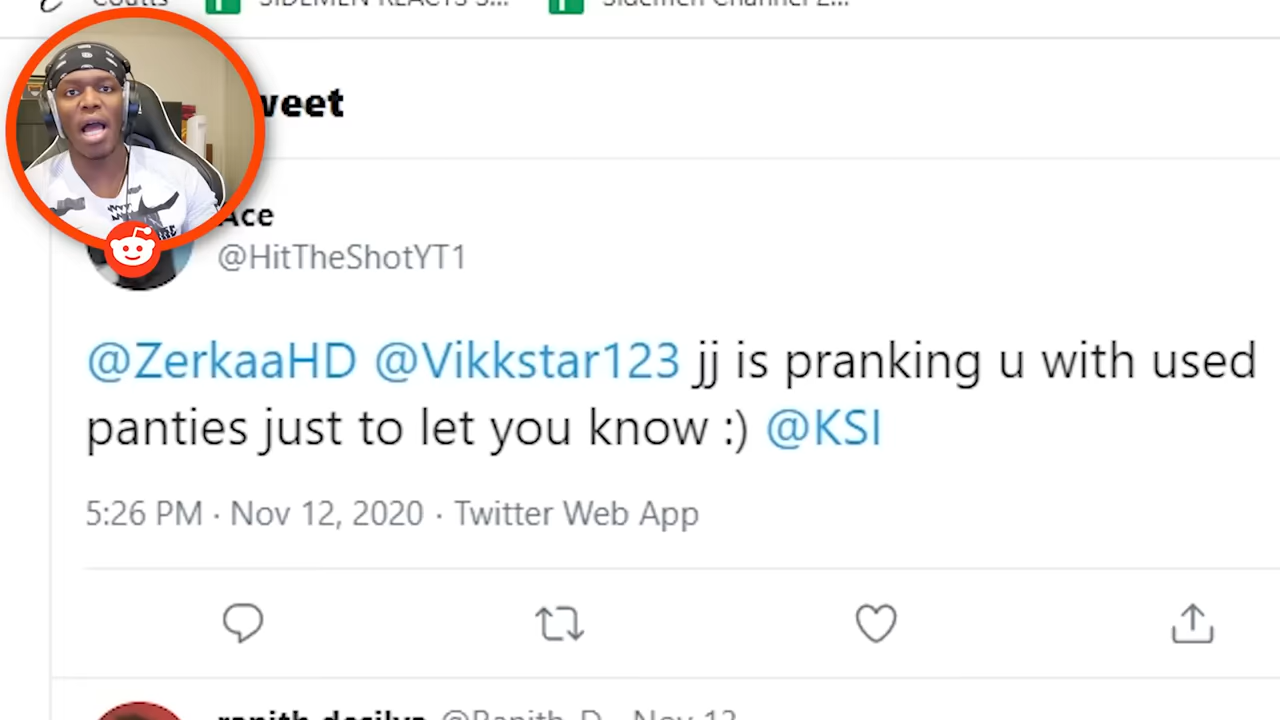 Coutts SIDEMEN REACTS S... Sidemen Channel 2...
weet
Ace
@HitTheShotYT1
@ZerkaaHD @Vikkstar123 jj is pranking u with used
panties just to let you know :) @KSI
5:26 PM · Nov 12, 2020 · Twitter Web App
ranith desilva @Ranith_D · Nov 12